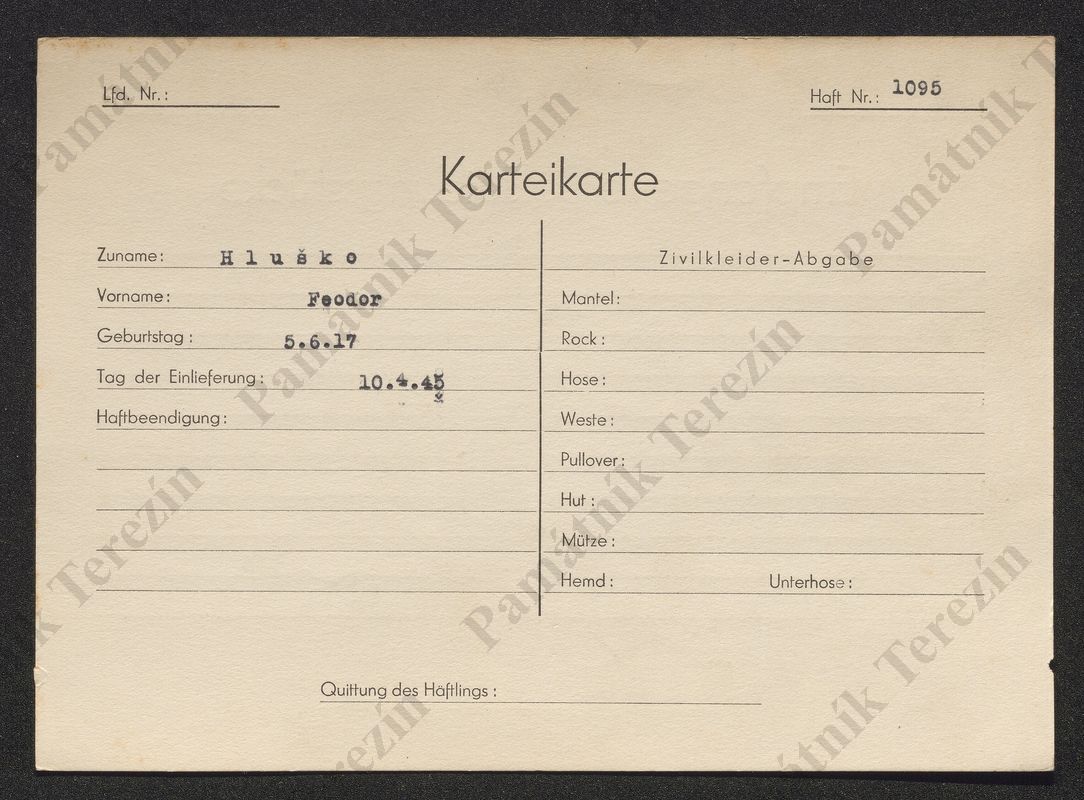 Lfd. Nr.:
Haft Nr.: 1095
Karteikarte
Zuname: Hluško
Vorname: Feodor
Geburtstag: 5.6.17
Tag der Einlieferung: 10.4.45
Haftbeendigung:
Zivilkleider-Abgabe
Mantel:
Rock:
Hose:
Weste:
Pullover:
Hut:
Mütze:
Hemd: Unterhose:
Quittung des Häftlings:
Památník Terezín